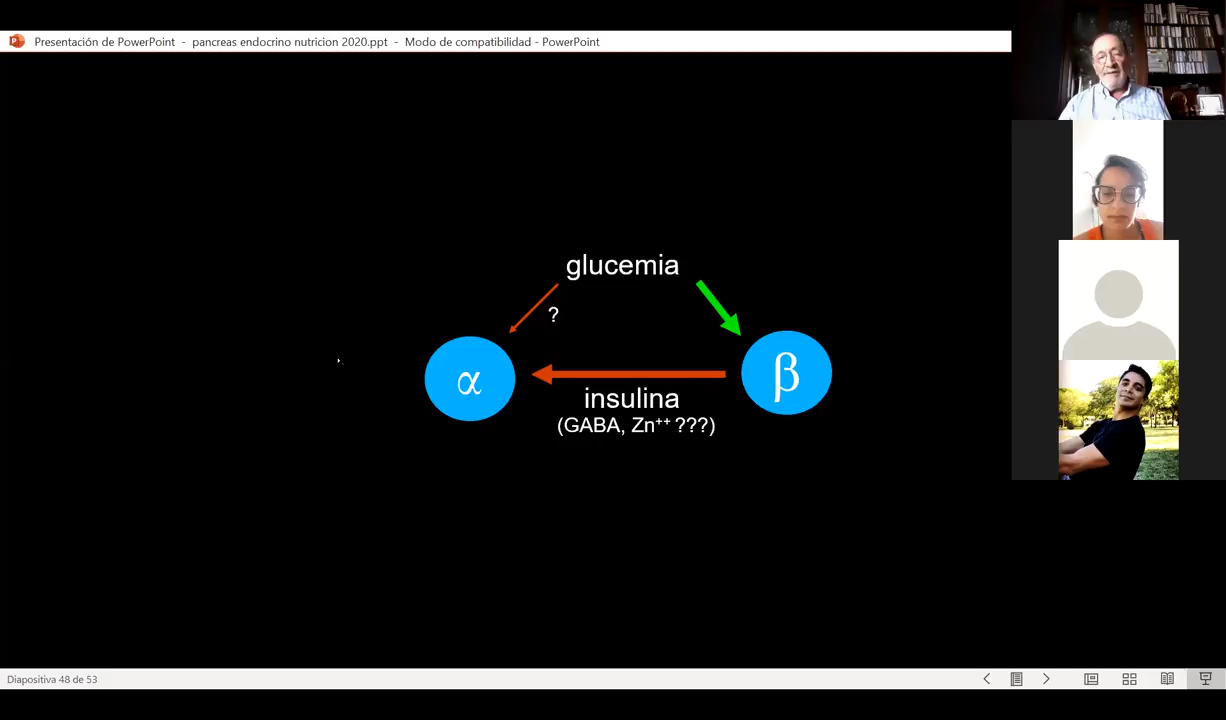 Presentación de PowerPoint - pancreas endocrino nutricion 2020.ppt - Modo de compatibilidad - PowerPoint
glucemia
?
α
β
insulina
(GABA, Zn⁺⁺ ???)
Diapositiva 48 de 53